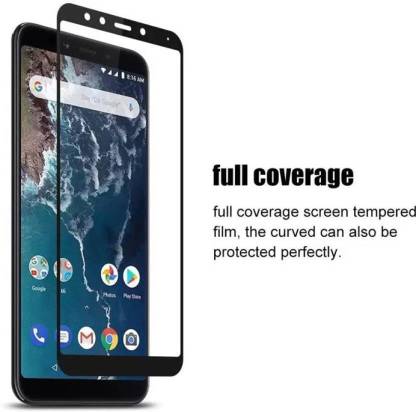 8:16 AM
full coverage
full coverage screen tempered
film, the curved can also be
protected perfectly.
Google
Photos
Play Store